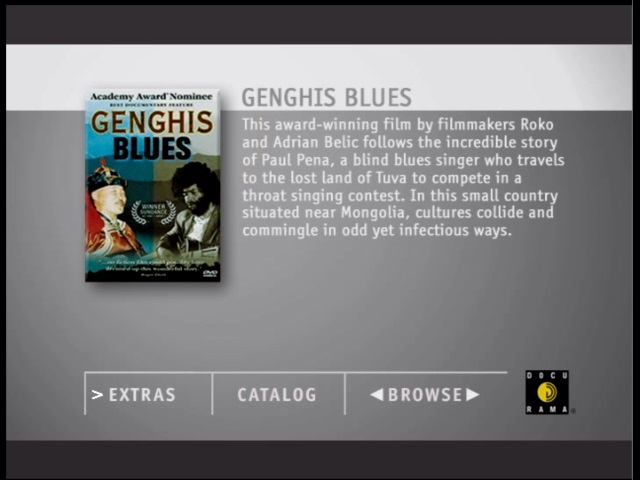 GENGHIS BLUES
This award-winning film by filmmakers Roko
and Adrian Belic follows the incredible story
of Paul Pena, a blind blues singer who travels
to the lost land of Tuva to compete in a
throat singing contest. In this small country
situated near Mongolia, cultures collide and
commingle in odd yet infectious ways.
Academy Award Nominee
BEST DOCUMENTARY FEATURE
GENGHIS
BLUES
WINNER
SUNDANCE
this wonderful story
DVD
> EXTRAS
CATALOG
◀BROWSE▶
DOCU
RAMA